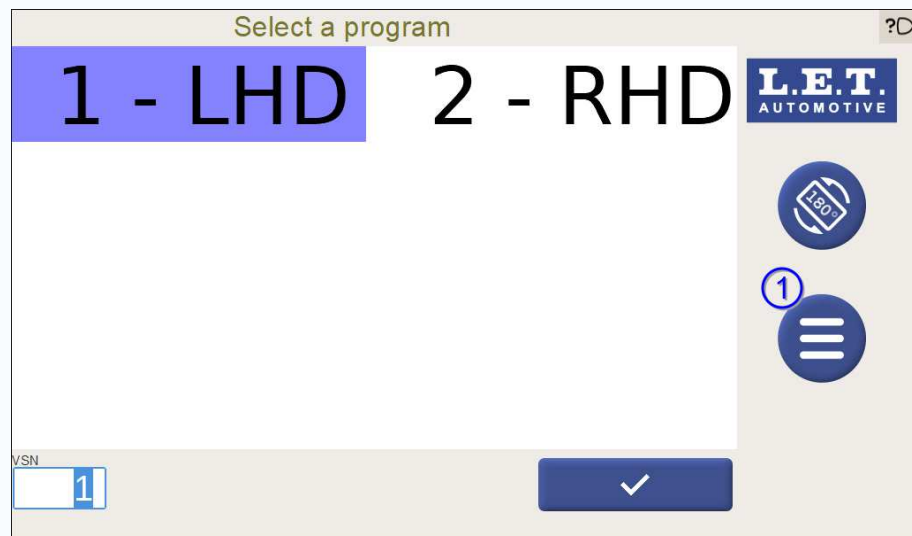 Select a program
?
1 - LHD 2 - RHD
L.E.T.
AUTOMOTIVE
180°
1
VSN
1